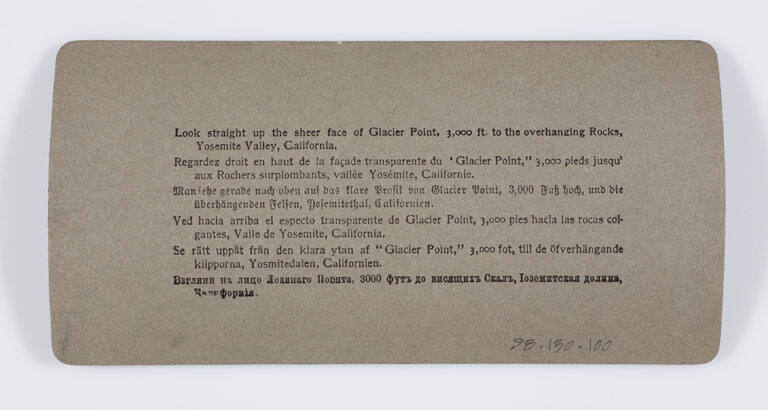 Look straight up the sheer face of Glacier Point, 3,000 ft. to the overhanging Rocks,
Yosemite Valley, California.
Regardez droit en haut de la façade transparente du ‘Glacier Point,” 3,000 pieds jusqu’
aux Rochers surplombants, vallée Yosémite, Californie.
Man sehe gerade nach oben auf das klare Profil von Glacier Point, 3,000 Fuß hoch, und die
überhängenden Felsen, Yosemitethal, Californien.
Ved hacia arriba el especto transparente de Glacier Point, 3,000 pies hacia las rocas col-
gantes, Valle de Yosemite, California.
Se rätt uppåt från den klara ytan af “Glacier Point,” 3,000 fot, till de öfverhängande
klipporna, Yosmitedalen, Californien.
Взгляни на лицо Ледянаго Поинта, 3000 футъ до висящихъ Скалъ, Іоземитская долина,
98.130.100